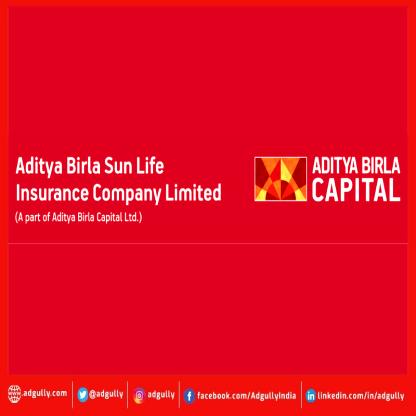 Aditya Birla Sun Life
Insurance Company Limited
(A part of Aditya Birla Capital Ltd.)
ADITYA BIRLA
CAPITAL
www.adgully.com @adgully adgully facebook.com/AdgullyIndia linkedin.com/in/adgully